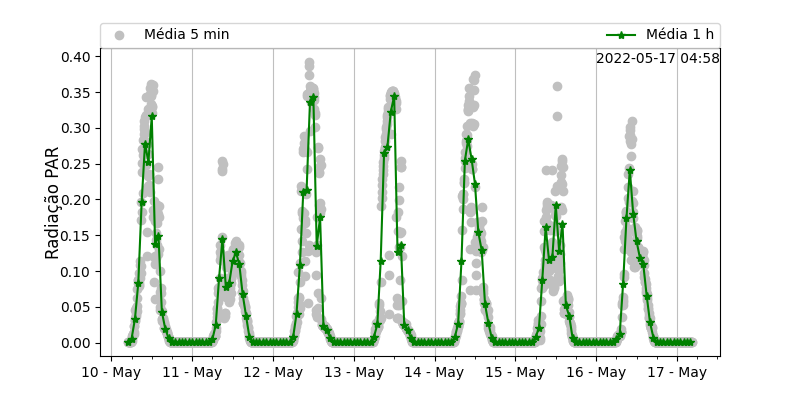 Média 5 min
Média 1 h
2022-05-17 04:58
Radiação PAR
0.40
0.35
0.30
0.25
0.20
0.15
0.10
0.05
0.00
10 - May
11 - May
12 - May
13 - May
14 - May
15 - May
16 - May
17 - May